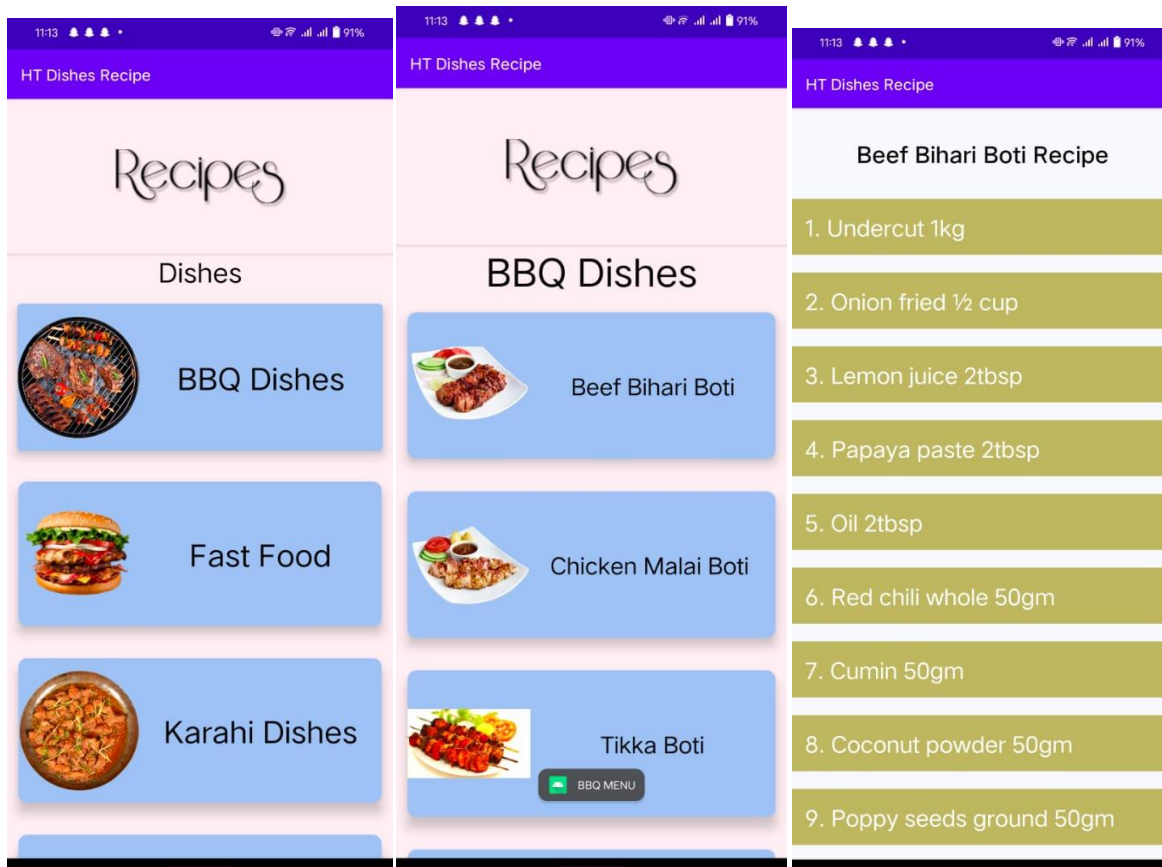 11:13
91%
HT Dishes Recipe
Recipes
Dishes
BBQ Dishes
Fast Food
Karahi Dishes
11:13
91%
HT Dishes Recipe
Recipes
BBQ Dishes
Beef Bihari Boti
Chicken Malai Boti
Tikka Boti
BBQ MENU
11:13
91%
HT Dishes Recipe
Beef Bihari Boti Recipe
1. Undercut 1kg
2. Onion fried ½ cup
3. Lemon juice 2tbsp
4. Papaya paste 2tbsp
5. Oil 2tbsp
6. Red chili whole 50gm
7. Cumin 50gm
8. Coconut powder 50gm
9. Poppy seeds ground 50gm